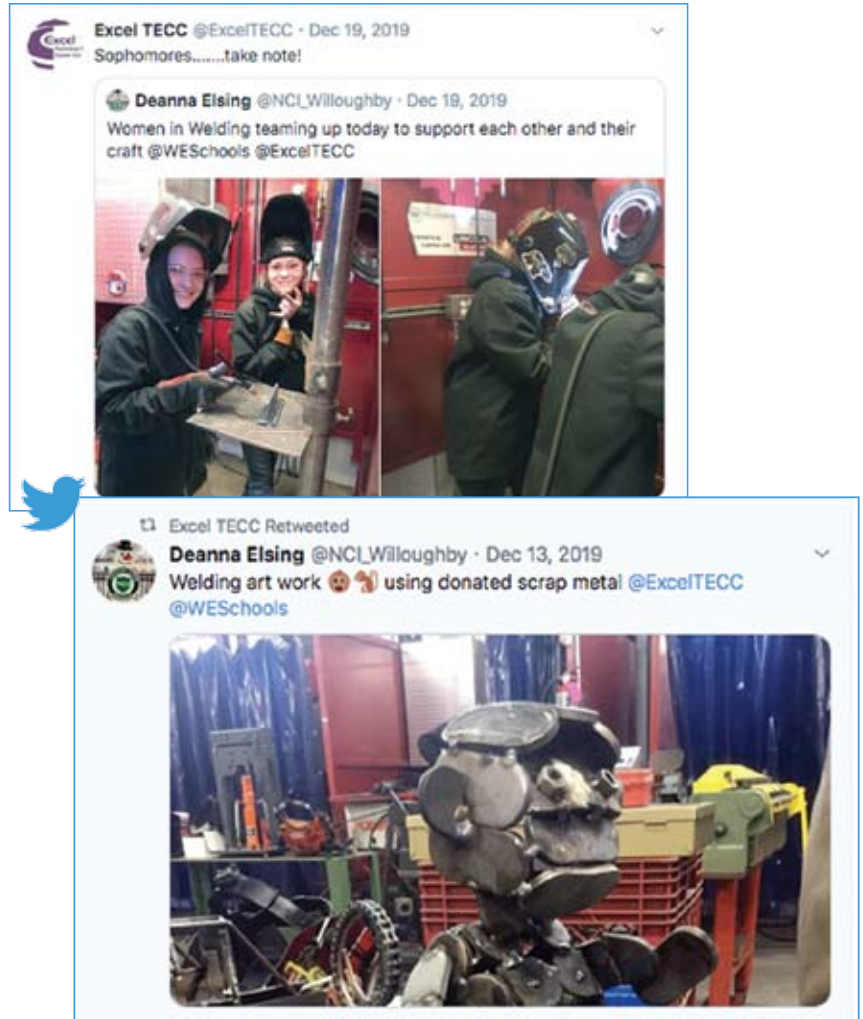 Excel TECC @ExcelTECC · Dec 19, 2019
Sophomores........take note!
Deanna Elsing @NCI_Willoughby · Dec 19, 2019
Women in Welding teaming up today to support each other and their
craft @WESchools @ExcelTECC
Excel TECC Retweeted
Deanna Elsing @NCI_Willoughby · Dec 13, 2019
Welding art work using donated scrap metal @ExcelTECC
@WESchools